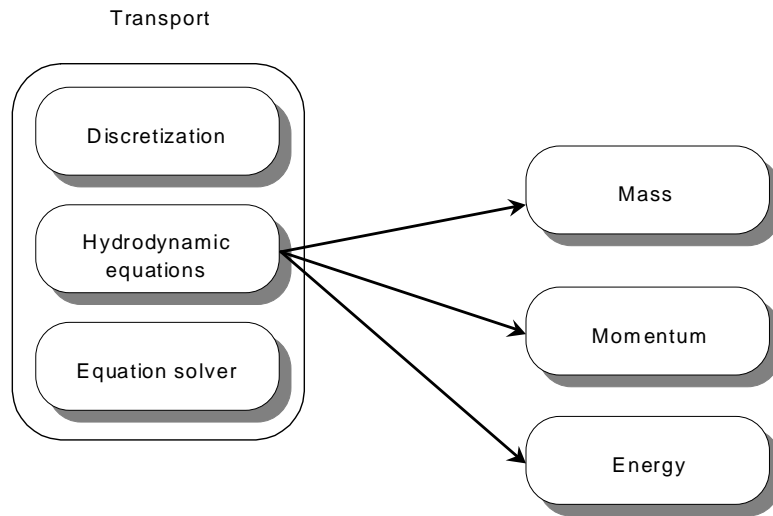 Transport
Discretization
Hydrodynamic
equations
Equation solver
Mass
Momentum
Energy